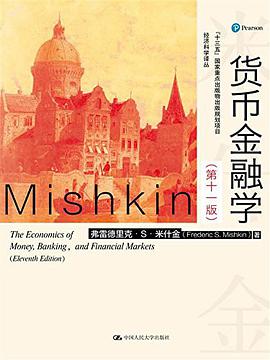 Pearson
“十三五”国家重点出版物出版规划项目
经济科学译丛
货币金融学
(第十一版)
Mishkin
The Economics of
Money, Banking, and Financial Markets
(Eleventh Edition)
弗雷德里克·S·米什金(Frederic S. Mishkin) 著
中国人民大学出版社